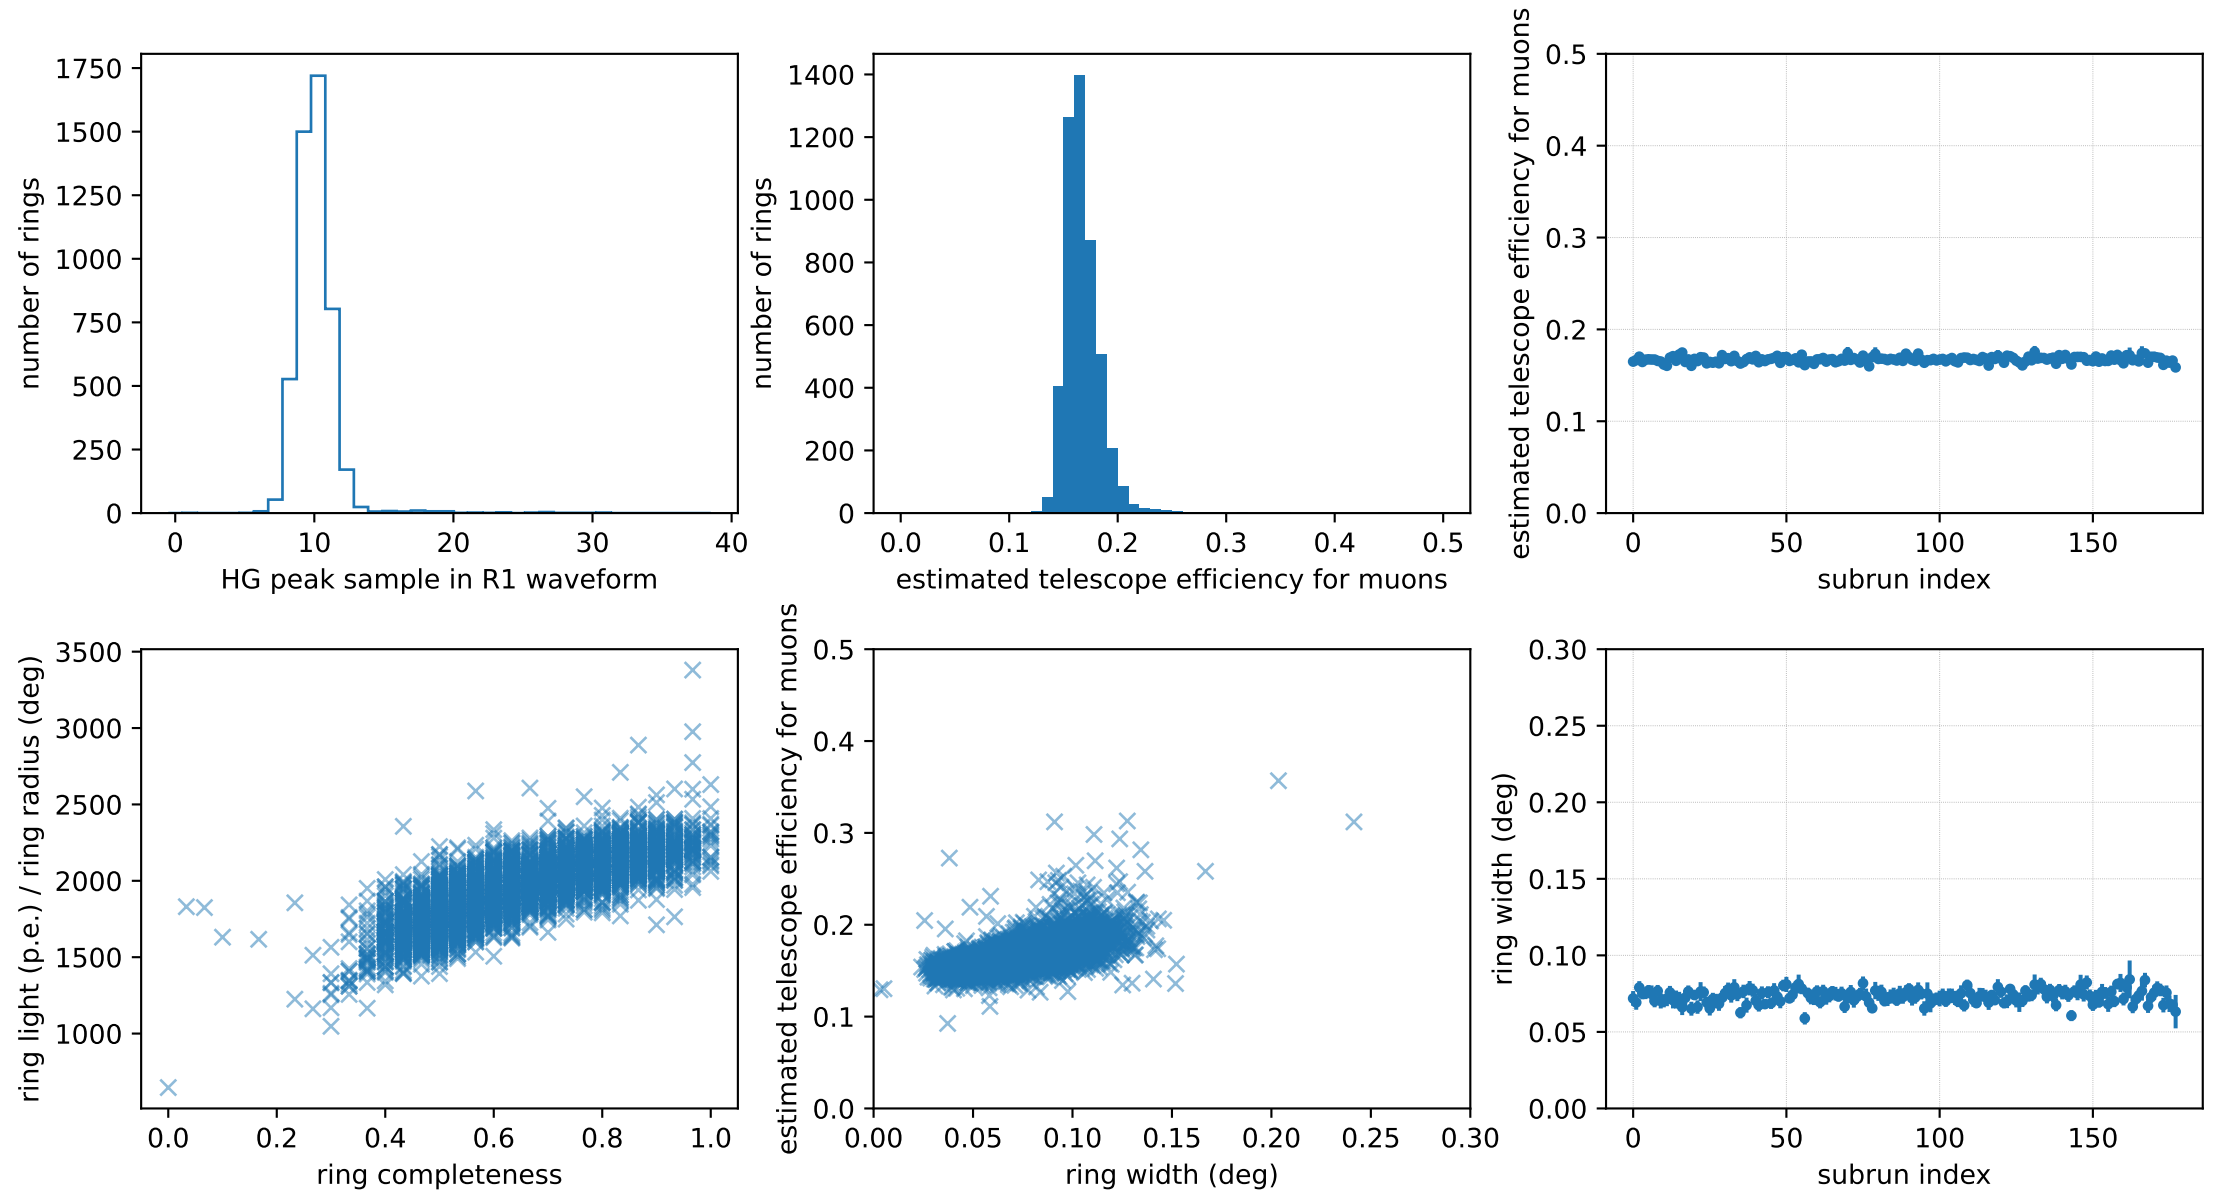 1750
1500
1250
1000
750
500
250
0
number of rings
0 10 20 30 40
HG peak sample in R1 waveform
1400
1200
1000
800
600
400
200
0
number of rings
0.0 0.1 0.2 0.3 0.4 0.5
estimated telescope efficiency for muons
0.5
0.4
0.3
0.2
0.1
0.0
estimated telescope efficiency for muons
0 50 100 150
subrun index
3500
3000
2500
2000
1500
1000
ring light (p.e.) / ring radius (deg)
0.0 0.2 0.4 0.6 0.8 1.0
ring completeness
0.5
0.4
0.3
0.2
0.1
0.0
estimated telescope efficiency for muons
0.00 0.05 0.10 0.15 0.20 0.25 0.30
ring width (deg)
0.30
0.25
0.20
0.15
0.10
0.05
0.00
ring width (deg)
0 50 100 150
subrun index